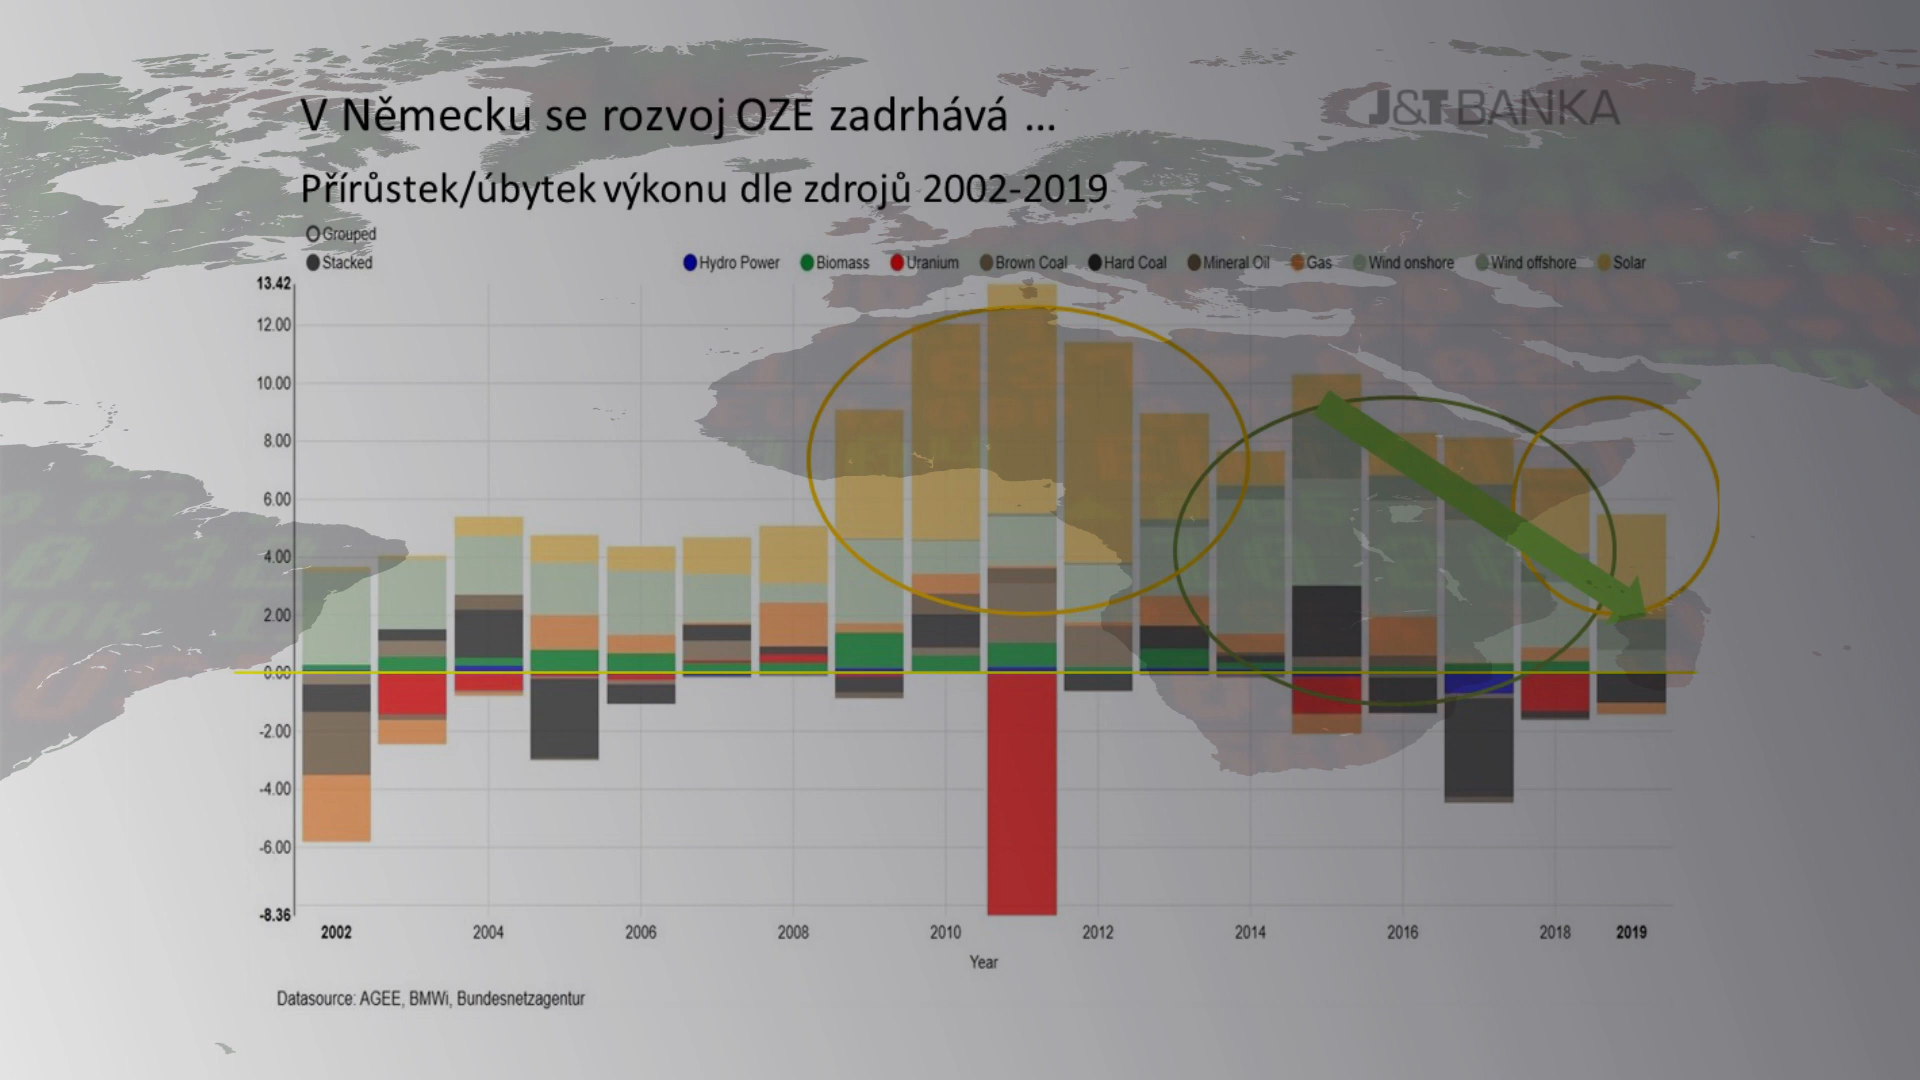 V Německu se rozvoj OZE zadrhává ...
J&T BANKA
Přírůstek/úbytek výkonu dle zdrojů 2002-2019
Grouped
Stacked
Hydro Power Biomass Uranium Brown Coal Hard Coal Mineral Oil Gas Wind onshore Wind offshore Solar
13.42
12.00
10.00
8.00
6.00
4.00
2.00
0.00
-2.00
-4.00
-6.00
-8.36
2002 2004 2006 2008 2010 2012 2014 2016 2018 2019
Year
Datasource: AGEE, BMWi, Bundesnetzagentur